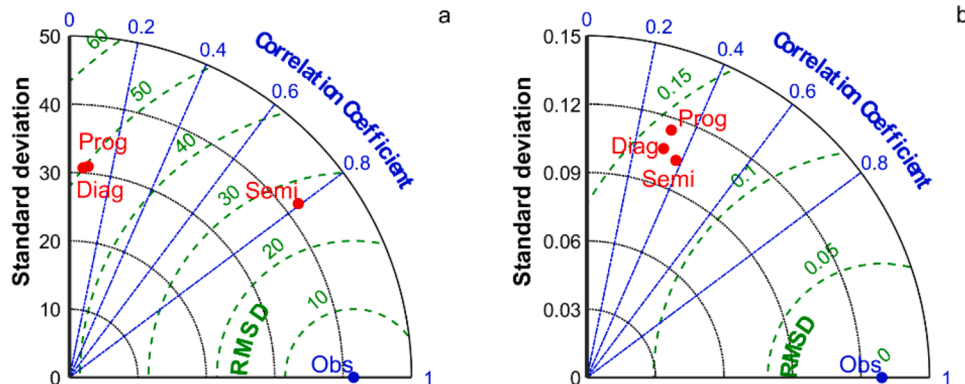 a
0
0.2
0.4
0.6
0.8
1
Correlation Coefficient
50
40
30
20
10
0
Standard deviation
60
50
40
30
20
10
RMSD
Prog
Diag
Semi
Obs
b
0
0.2
0.4
0.6
0.8
1
Correlation Coefficient
0.15
0.12
0.09
0.06
0.03
0
Standard deviation
0.15
0.1
0.05
0
RMSD
Prog
Diag
Semi
Obs